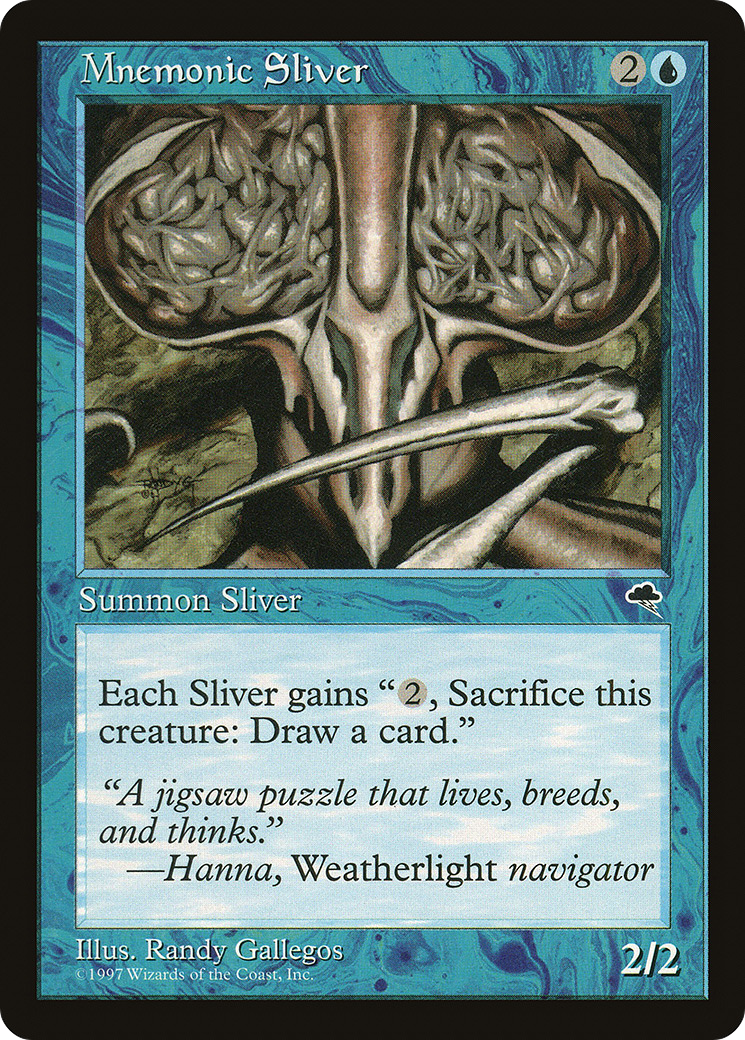 Mnemonic Sliver 2
Summon Sliver
Each Sliver gains “2, Sacrifice this
creature: Draw a card.”
“A jigsaw puzzle that lives, breeds,
and thinks.”
—Hanna, Weatherlight navigator
Illus. Randy Gallegos
©1997 Wizards of the Coast, Inc.
2/2